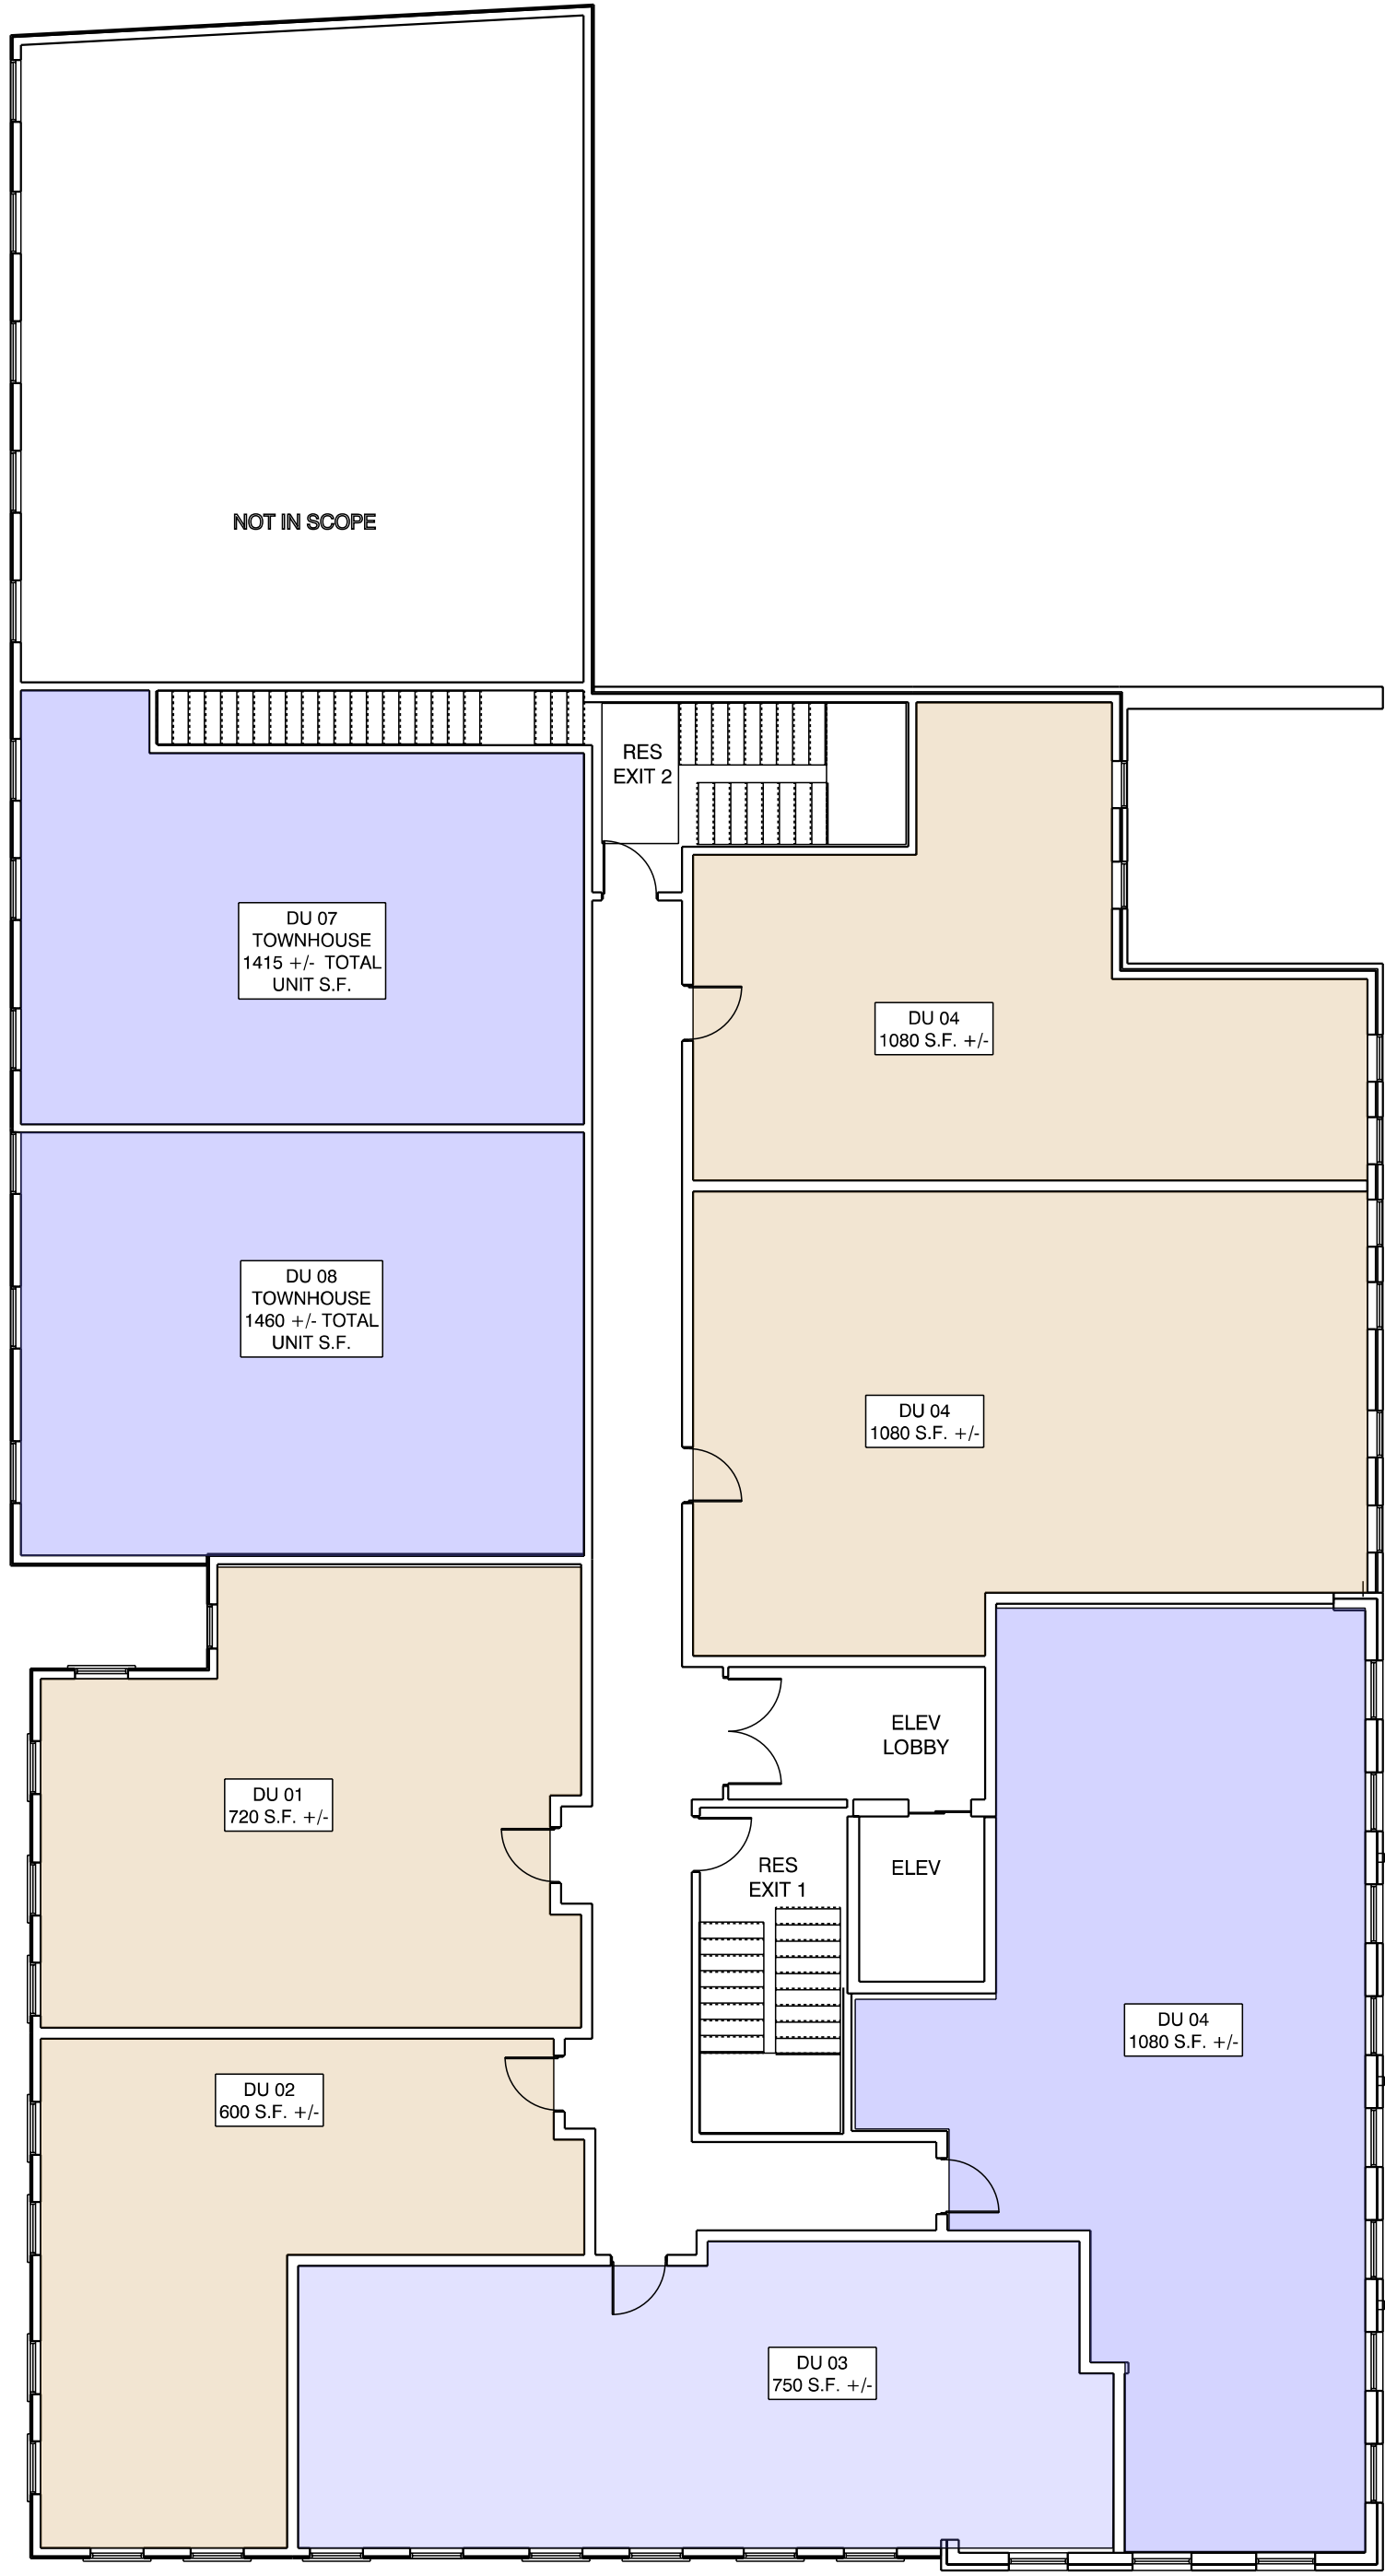 NOT IN SCOPE
RES
EXIT 2
DU 07
TOWNHOUSE
1415 +/- TOTAL
UNIT S.F.
DU 04
1080 S.F. +/-
DU 08
TOWNHOUSE
1460 +/- TOTAL
UNIT S.F.
DU 04
1080 S.F. +/-
ELEV
LOBBY
DU 01
720 S.F. +/-
RES
EXIT 1
ELEV
DU 04
1080 S.F. +/-
DU 02
600 S.F. +/-
DU 03
750 S.F. +/-